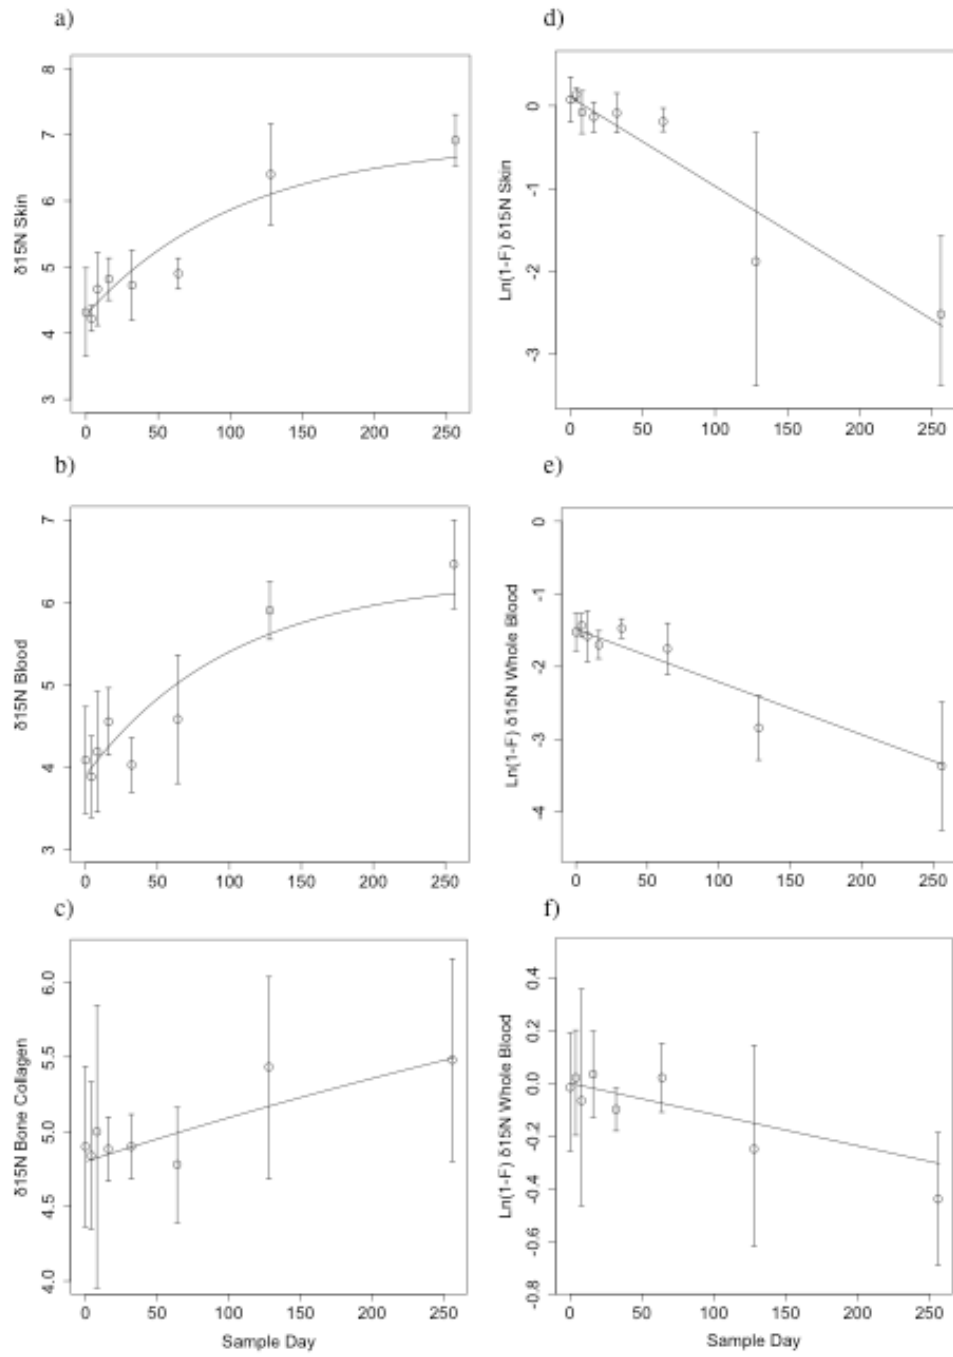 a)
δ15N Skin
8
7
6
5
4
3
0 50 100 150 200 250
d)
Ln(1-F) δ15N Skin
0
-1
-2
-3
0 50 100 150 200 250
b)
δ15N Blood
7
6
5
4
3
0 50 100 150 200 250
e)
Ln(1-F) δ15N Whole Blood
0
-1
-2
-3
-4
0 50 100 150 200 250
c)
δ15N Bone Collagen
6.0
5.5
5.0
4.5
4.0
0 50 100 150 200 250
Sample Day
f)
Ln(1-F) δ15N Whole Blood
0.4
0.2
0.0
-0.2
-0.4
-0.6
-0.8
0 50 100 150 200 250
Sample Day